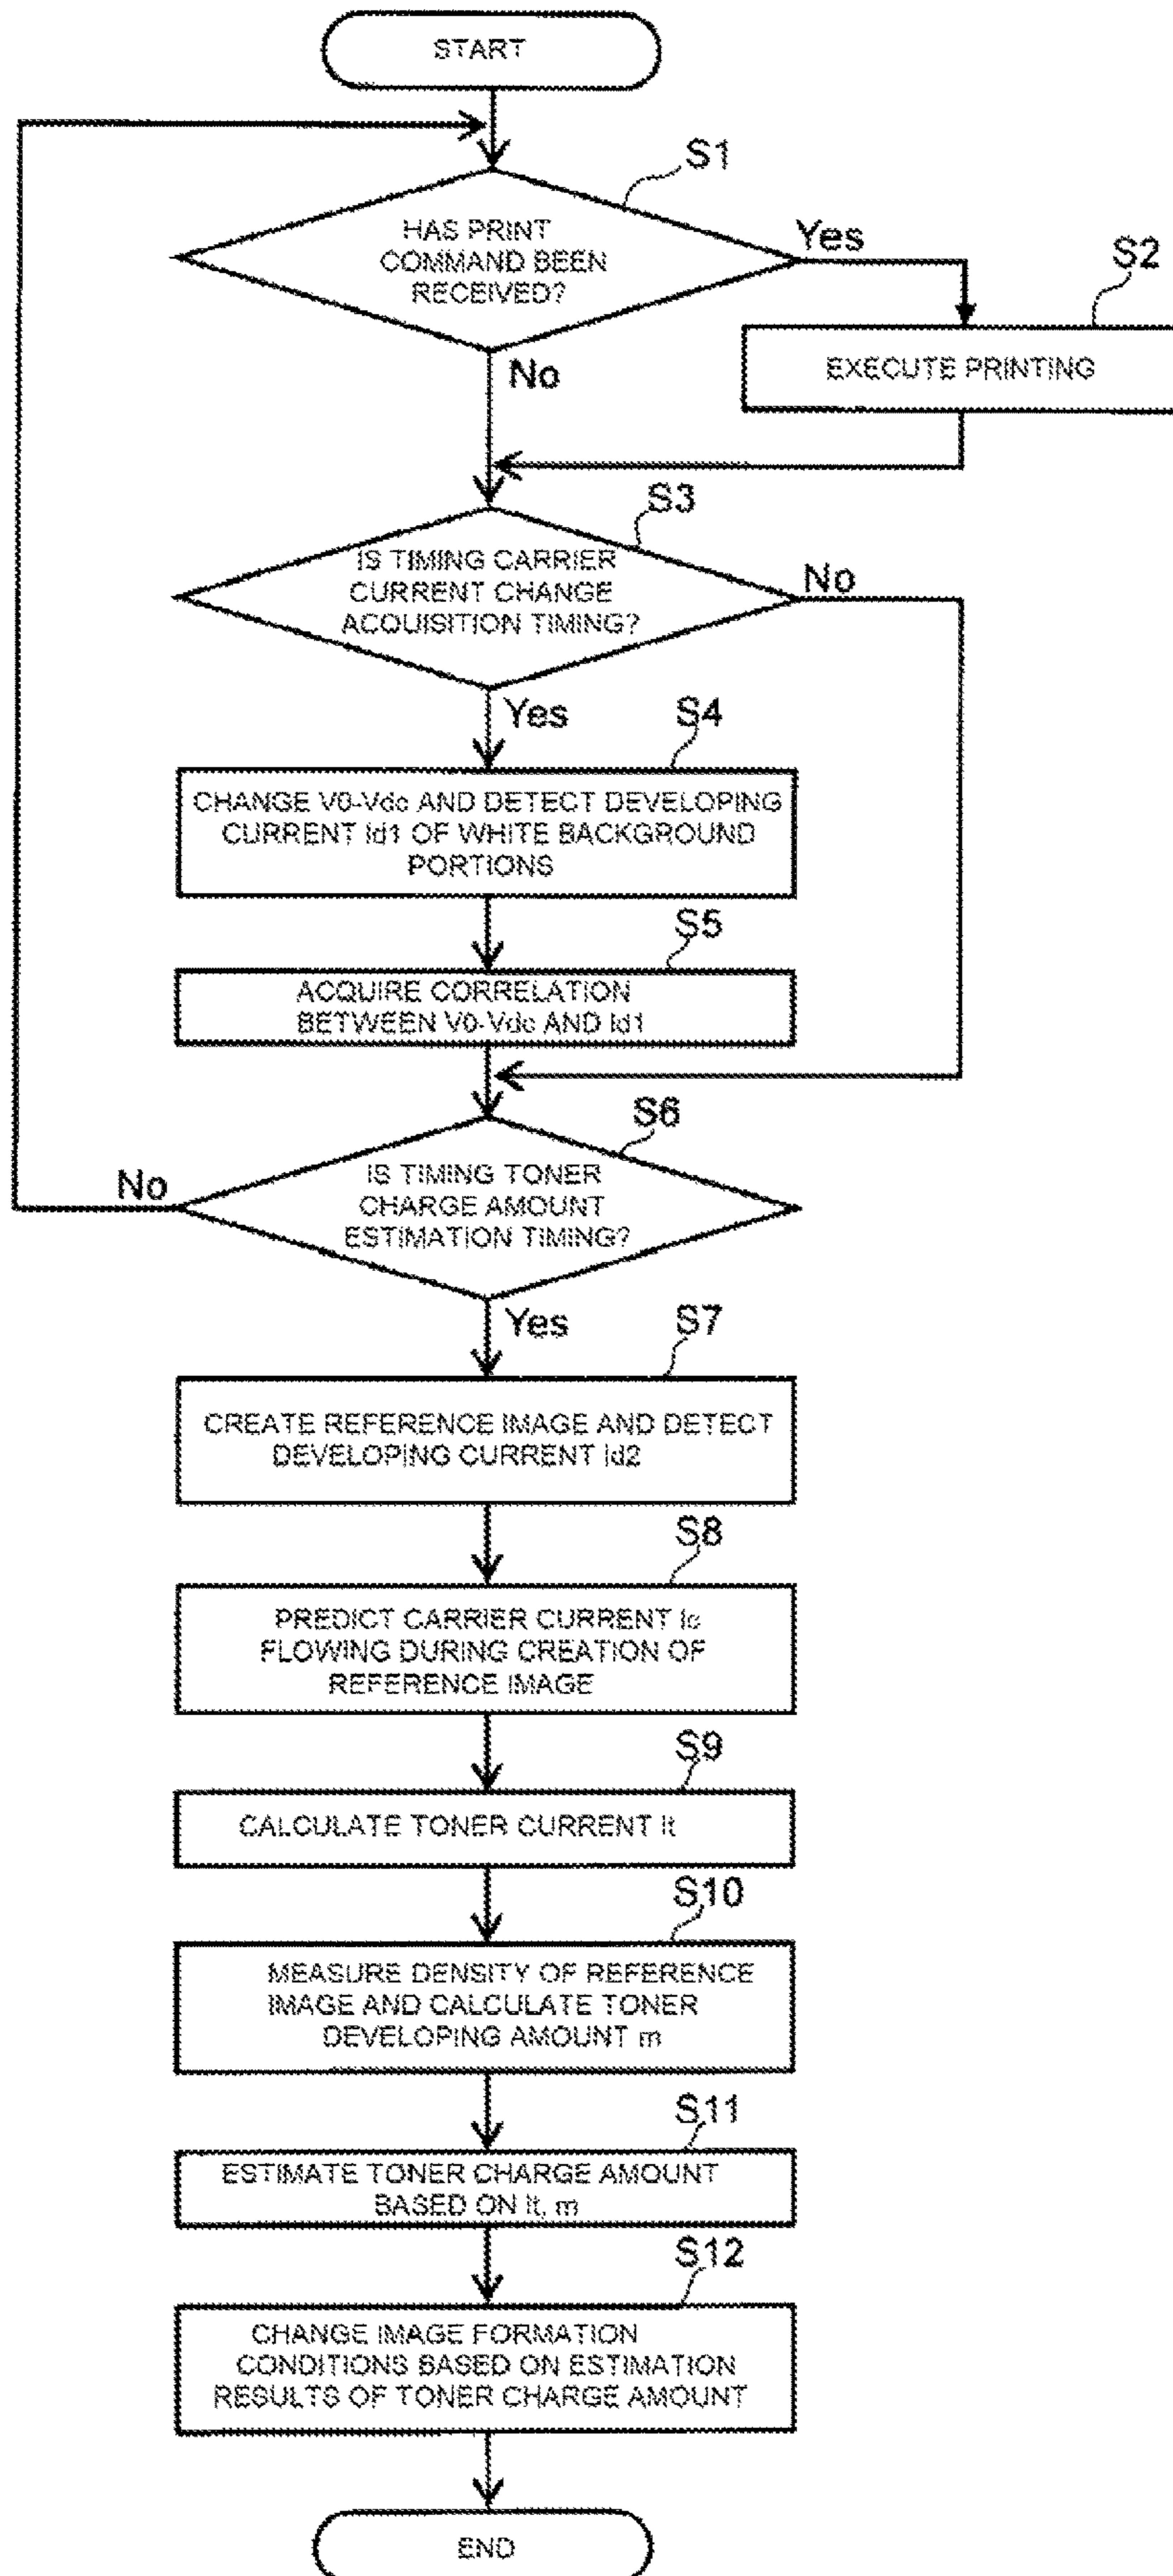 START
S1
HAS PRINT
COMMAND BEEN
RECEIVED?
Yes
S2
EXECUTE PRINTING
No
S3
IS TIMING CARRIER
CURRENT CHANGE
ACQUISITION TIMING?
No
Yes
S4
CHANGE V0-Vdc AND DETECT DEVELOPING
CURRENT Id1 OF WHITE BACKGROUND
PORTIONS
S5
ACQUIRE CORRELATION
BETWEEN V0-Vdc AND Id1
S6
IS TIMING TONER
CHARGE AMOUNT
ESTIMATION TIMING?
No
Yes
S7
CREATE REFERENCE IMAGE AND DETECT
DEVELOPING CURRENT Id2
S8
PREDICT CARRIER CURRENT Ic
FLOWING DURING CREATION OF
REFERENCE IMAGE
S9
CALCULATE TONER CURRENT It
S10
MEASURE DENSITY OF REFERENCE
IMAGE AND CALCULATE TONER
DEVELOPING AMOUNT m
S11
ESTIMATE TONER CHARGE AMOUNT
BASED ON It, m
S12
CHANGE IMAGE FORMATION
CONDITIONS BASED ON ESTIMATION
RESULTS OF TONER CHARGE AMOUNT
END